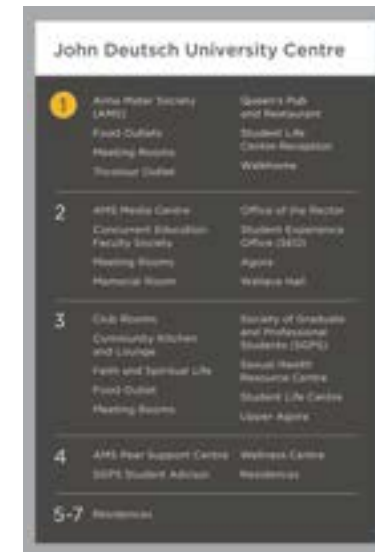 John Deutsch University Centre
1
Alma Mater Society
(AMS)
Food Outlets
Meeting Rooms
Tricolour Outlet
Queen's Pub
and Restaurant
Student Life
Centre Reception
Walkhome
2
AMS Media Centre
Concurrent Education
Faculty Society
Meeting Rooms
Memorial Room
Office of the Rector
Student Experience
Office (SEO)
Agora
Wallace Hall
3
Club Rooms
Community Kitchen
and Lounge
Faith and Spiritual Life
Food Outlet
Meeting Rooms
Society of Graduate
and Professional
Students (SGPS)
Sexual Health
Resource Centre
Student Life Centre
Upper Agora
4
AMS Peer Support Centre
SGPS Student Advisor
Wellness Centre
Residences
5-7
Residences